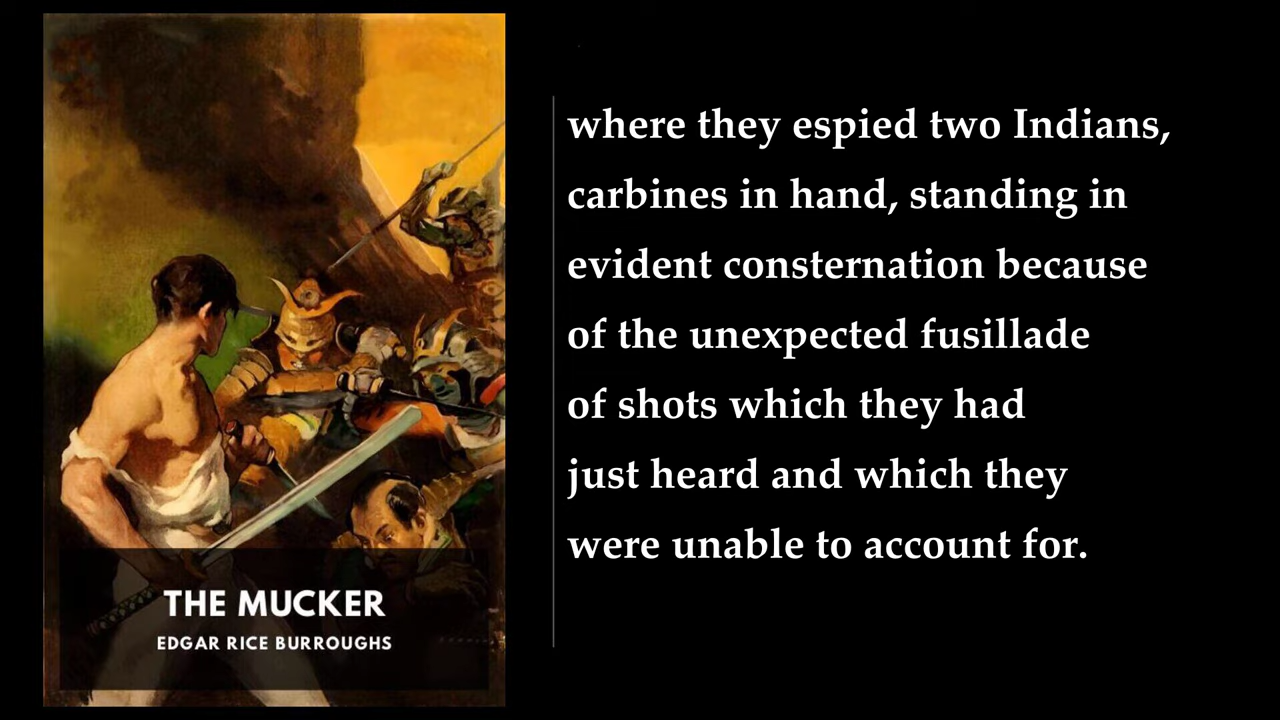 where they espied two Indians,
carbines in hand, standing in
evident consternation because
of the unexpected fusillade
of shots which they had
just heard and which they
were unable to account for.
THE MUCKER
EDGAR RICE BURROUGHS